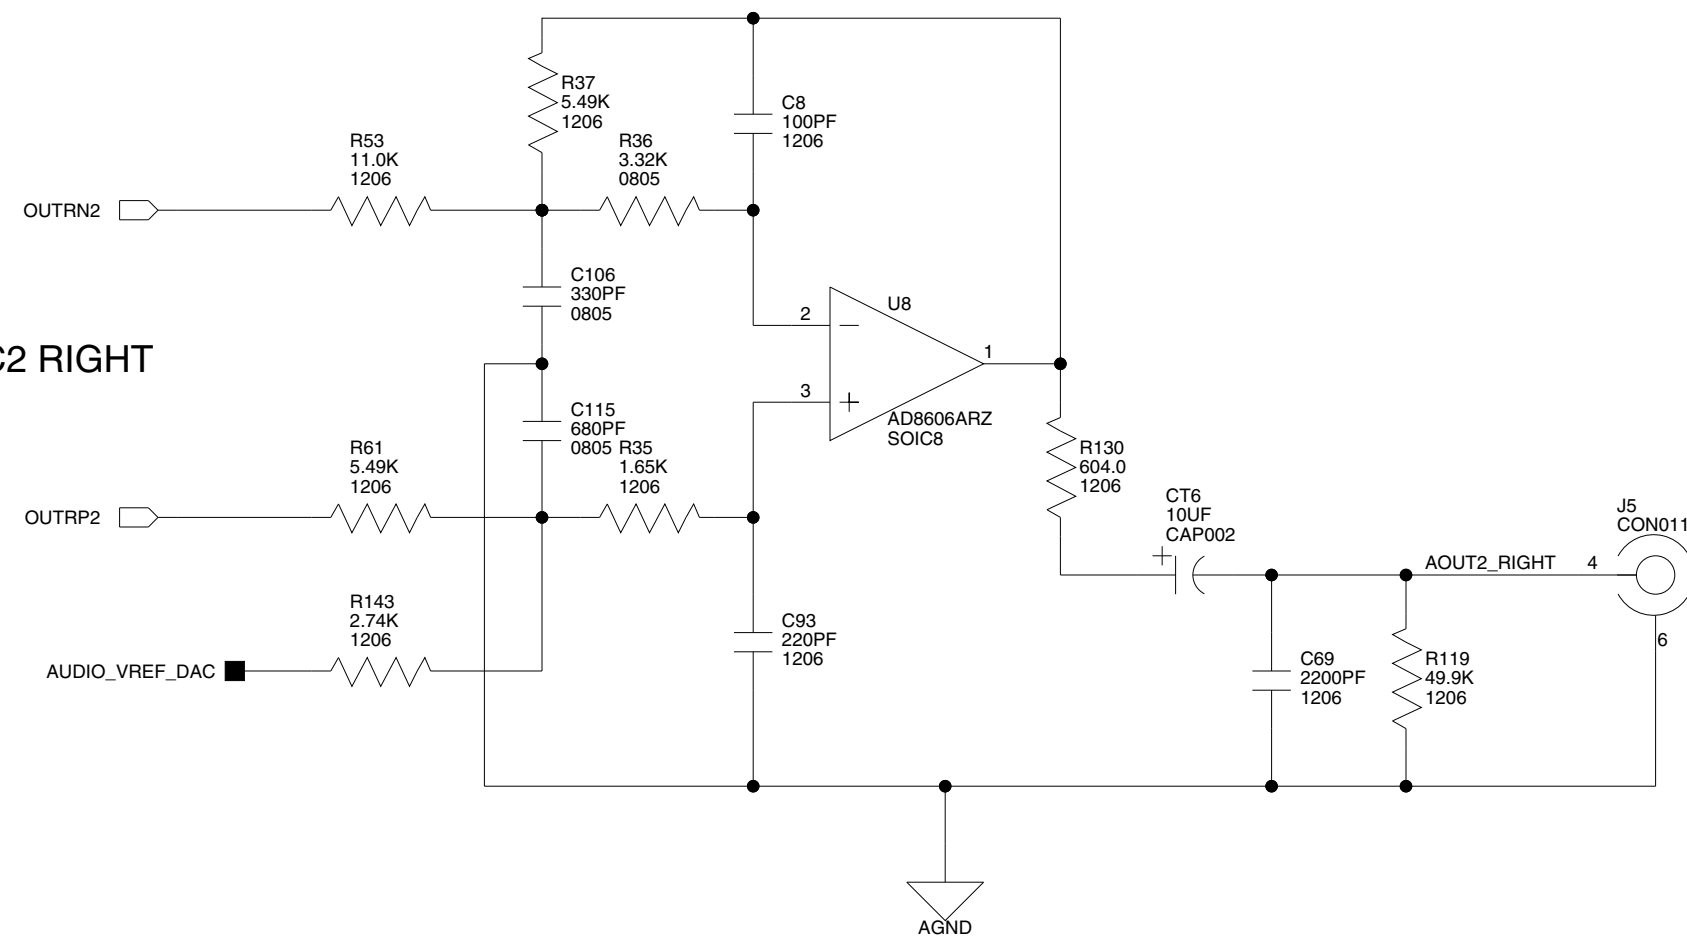 R37
5.49K
1206
C8
100PF
1206
R53
11.0K
1206
R36
3.32K
0805
OUTRN2
C106
330PF
0805
U8
2
1
C2 RIGHT
3
AD8606ARZ
SOIC8
C115
680PF
0805
R35
1.65K
1206
R61
5.49K
1206
R130
604.0
1206
OUTRP2
CT6
10UF
CAP002
J5
CON011
AOUT2_RIGHT
4
R143
2.74K
1206
C93
220PF
1206
6
AUDIO_VREF_DAC
C69
2200PF
1206
R119
49.9K
1206
AGND